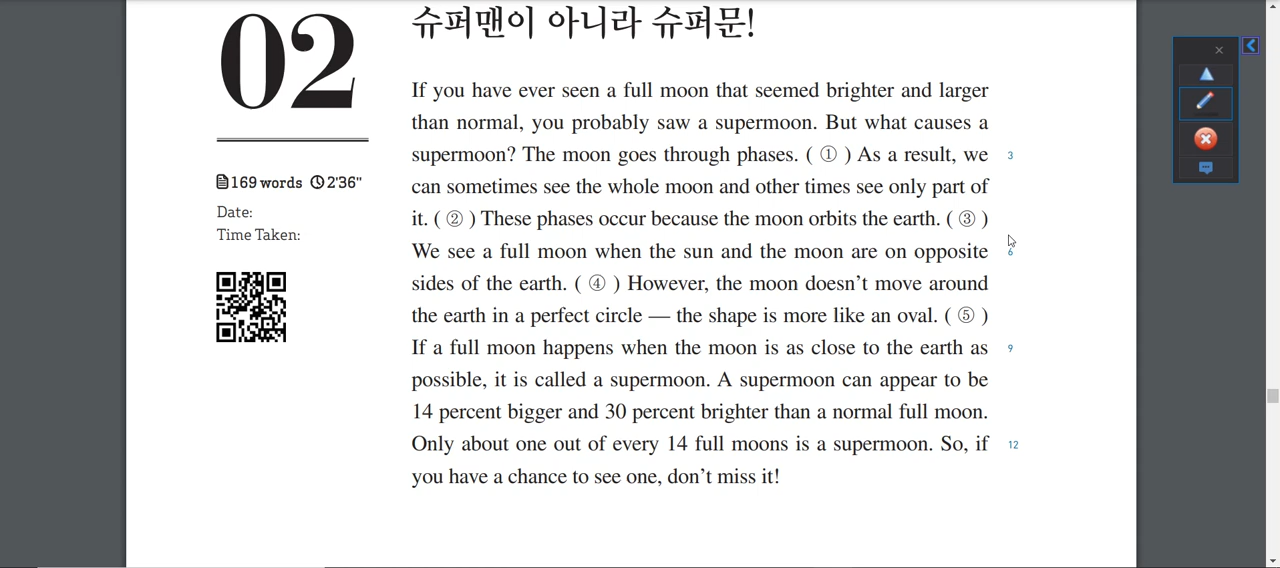 02
슈퍼맨이 아니라 슈퍼문!
169 words 2'36"
Date:
Time Taken:
If you have ever seen a full moon that seemed brighter and larger
than normal, you probably saw a supermoon. But what causes a
supermoon? The moon goes through phases. ( ① ) As a result, we 3
can sometimes see the whole moon and other times see only part of
it. ( ② ) These phases occur because the moon orbits the earth. ( ③ )
We see a full moon when the sun and the moon are on opposite 6
sides of the earth. ( ④ ) However, the moon doesn't move around
the earth in a perfect circle — the shape is more like an oval. ( ⑤ )
If a full moon happens when the moon is as close to the earth as 9
possible, it is called a supermoon. A supermoon can appear to be
14 percent bigger and 30 percent brighter than a normal full moon.
Only about one out of every 14 full moons is a supermoon. So, if 12
you have a chance to see one, don't miss it!